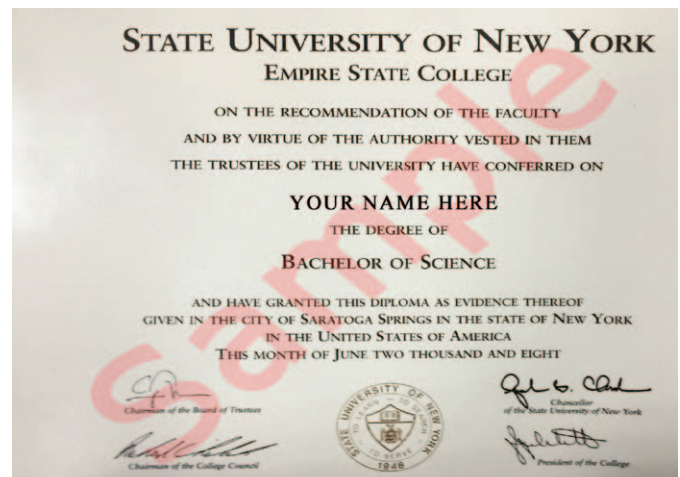 STATE UNIVERSITY OF NEW YORK
EMPIRE STATE COLLEGE
ON THE RECOMMENDATION OF THE FACULTY
AND BY VIRTUE OF THE AUTHORITY VESTED IN THEM
THE TRUSTEES OF THE UNIVERSITY HAVE CONFERRED ON
YOUR NAME HERE
THE DEGREE OF
BACHELOR OF SCIENCE
AND HAVE GRANTED THIS DIPLOMA AS EVIDENCE THEREOF
GIVEN IN THE CITY OF SARATOGA SPRINGS IN THE STATE OF NEW YORK
IN THE UNITED STATES OF AMERICA
THIS MONTH OF JUNE TWO THOUSAND AND EIGHT
Sample
Chairman of the Board of Trustees
Chancellor
of the State University of New York
Chairman of the College Council
President of the College
STATE UNIVERSITY OF NEW YORK
TO LEARN – TO SEARCH –
TO SERVE
1948